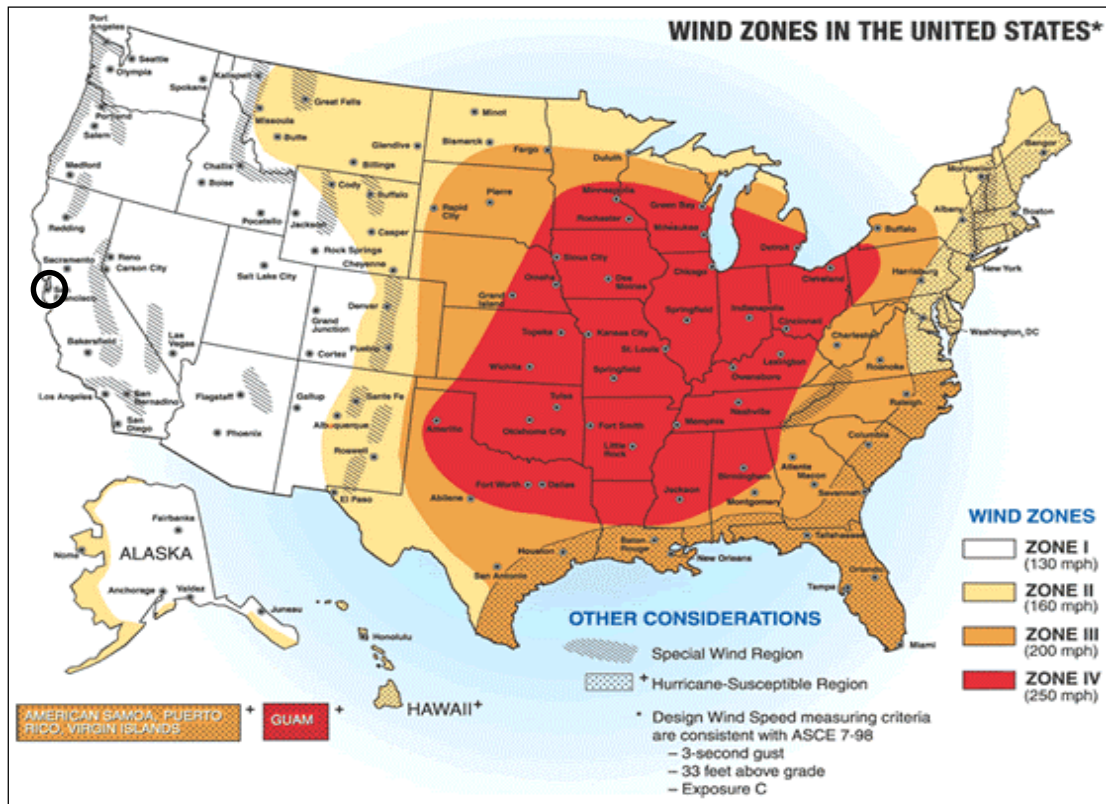 WIND ZONES IN THE UNITED STATES*
Port
Angeles
Seattle
Olympia
Spokane
Kalispell
Great Falls
Minot
Portland
Missoula
Salem
Butte
Glendive
Bismarck
Fargo
Duluth
Bangor
Montpelier
Medford
Challis
Billings
Boise
Cody
Buffalo
Pierre
Minneapolis
Green Bay
Albany
Boston
Rapid
City
Rochester
Buffalo
Redding
Pocatello
Jackson
Casper
Milwaukee
Detroit
Rock Springs
Sioux City
New York
Sacramento
Reno
Carson City
Salt Lake City
Cheyenne
Omaha
Des
Moines
Chicago
Cleveland
Harrisburg
San
Francisco
Grand
Island
Denver
Springfield
Indianapolis
Cincinnati
Washington, DC
Grand
Junction
Topeka
Kansas City
Charleston
Las
Vegas
Pueblo
St. Louis
Lexington
Roanoke
Bakersfield
Cortez
Wichita
Springfield
Owensboro
Raleigh
Los Angeles
San
Bernadino
Flagstaff
Gallup
Sante Fe
Tulsa
Nashville
Albuquerque
Amarillo
Oklahoma City
Fort Smith
Memphis
Columbia
San
Diego
Phoenix
Little
Rock
Roswell
Birmingham
Atlante
Macon
Fort Worth
Dallas
Savannah
El Paso
Abilene
Jackson
Montgomery
Fairbanks
ALASKA
Nome
Anchorage
Valdez
Juneau
Houston
Baton
Rouge
New Orleans
Tallahassee
San Antonio
Orlando
Tampe
Miami
Honolulu
HAWAII+
AMERICAN SAMOA, PUERTO
RICO, VIRGIN ISLANDS
+
GUAM
+
OTHER CONSIDERATIONS
Special Wind Region
+ Hurricane-Susceptible Region
* Design Wind Speed measuring criteria
are consistent with ASCE 7-98
– 3-second gust
– 33 feet above grade
– Exposure C
WIND ZONES
ZONE I
(130 mph)
ZONE II
(160 mph)
ZONE III
(200 mph)
ZONE IV
(250 mph)